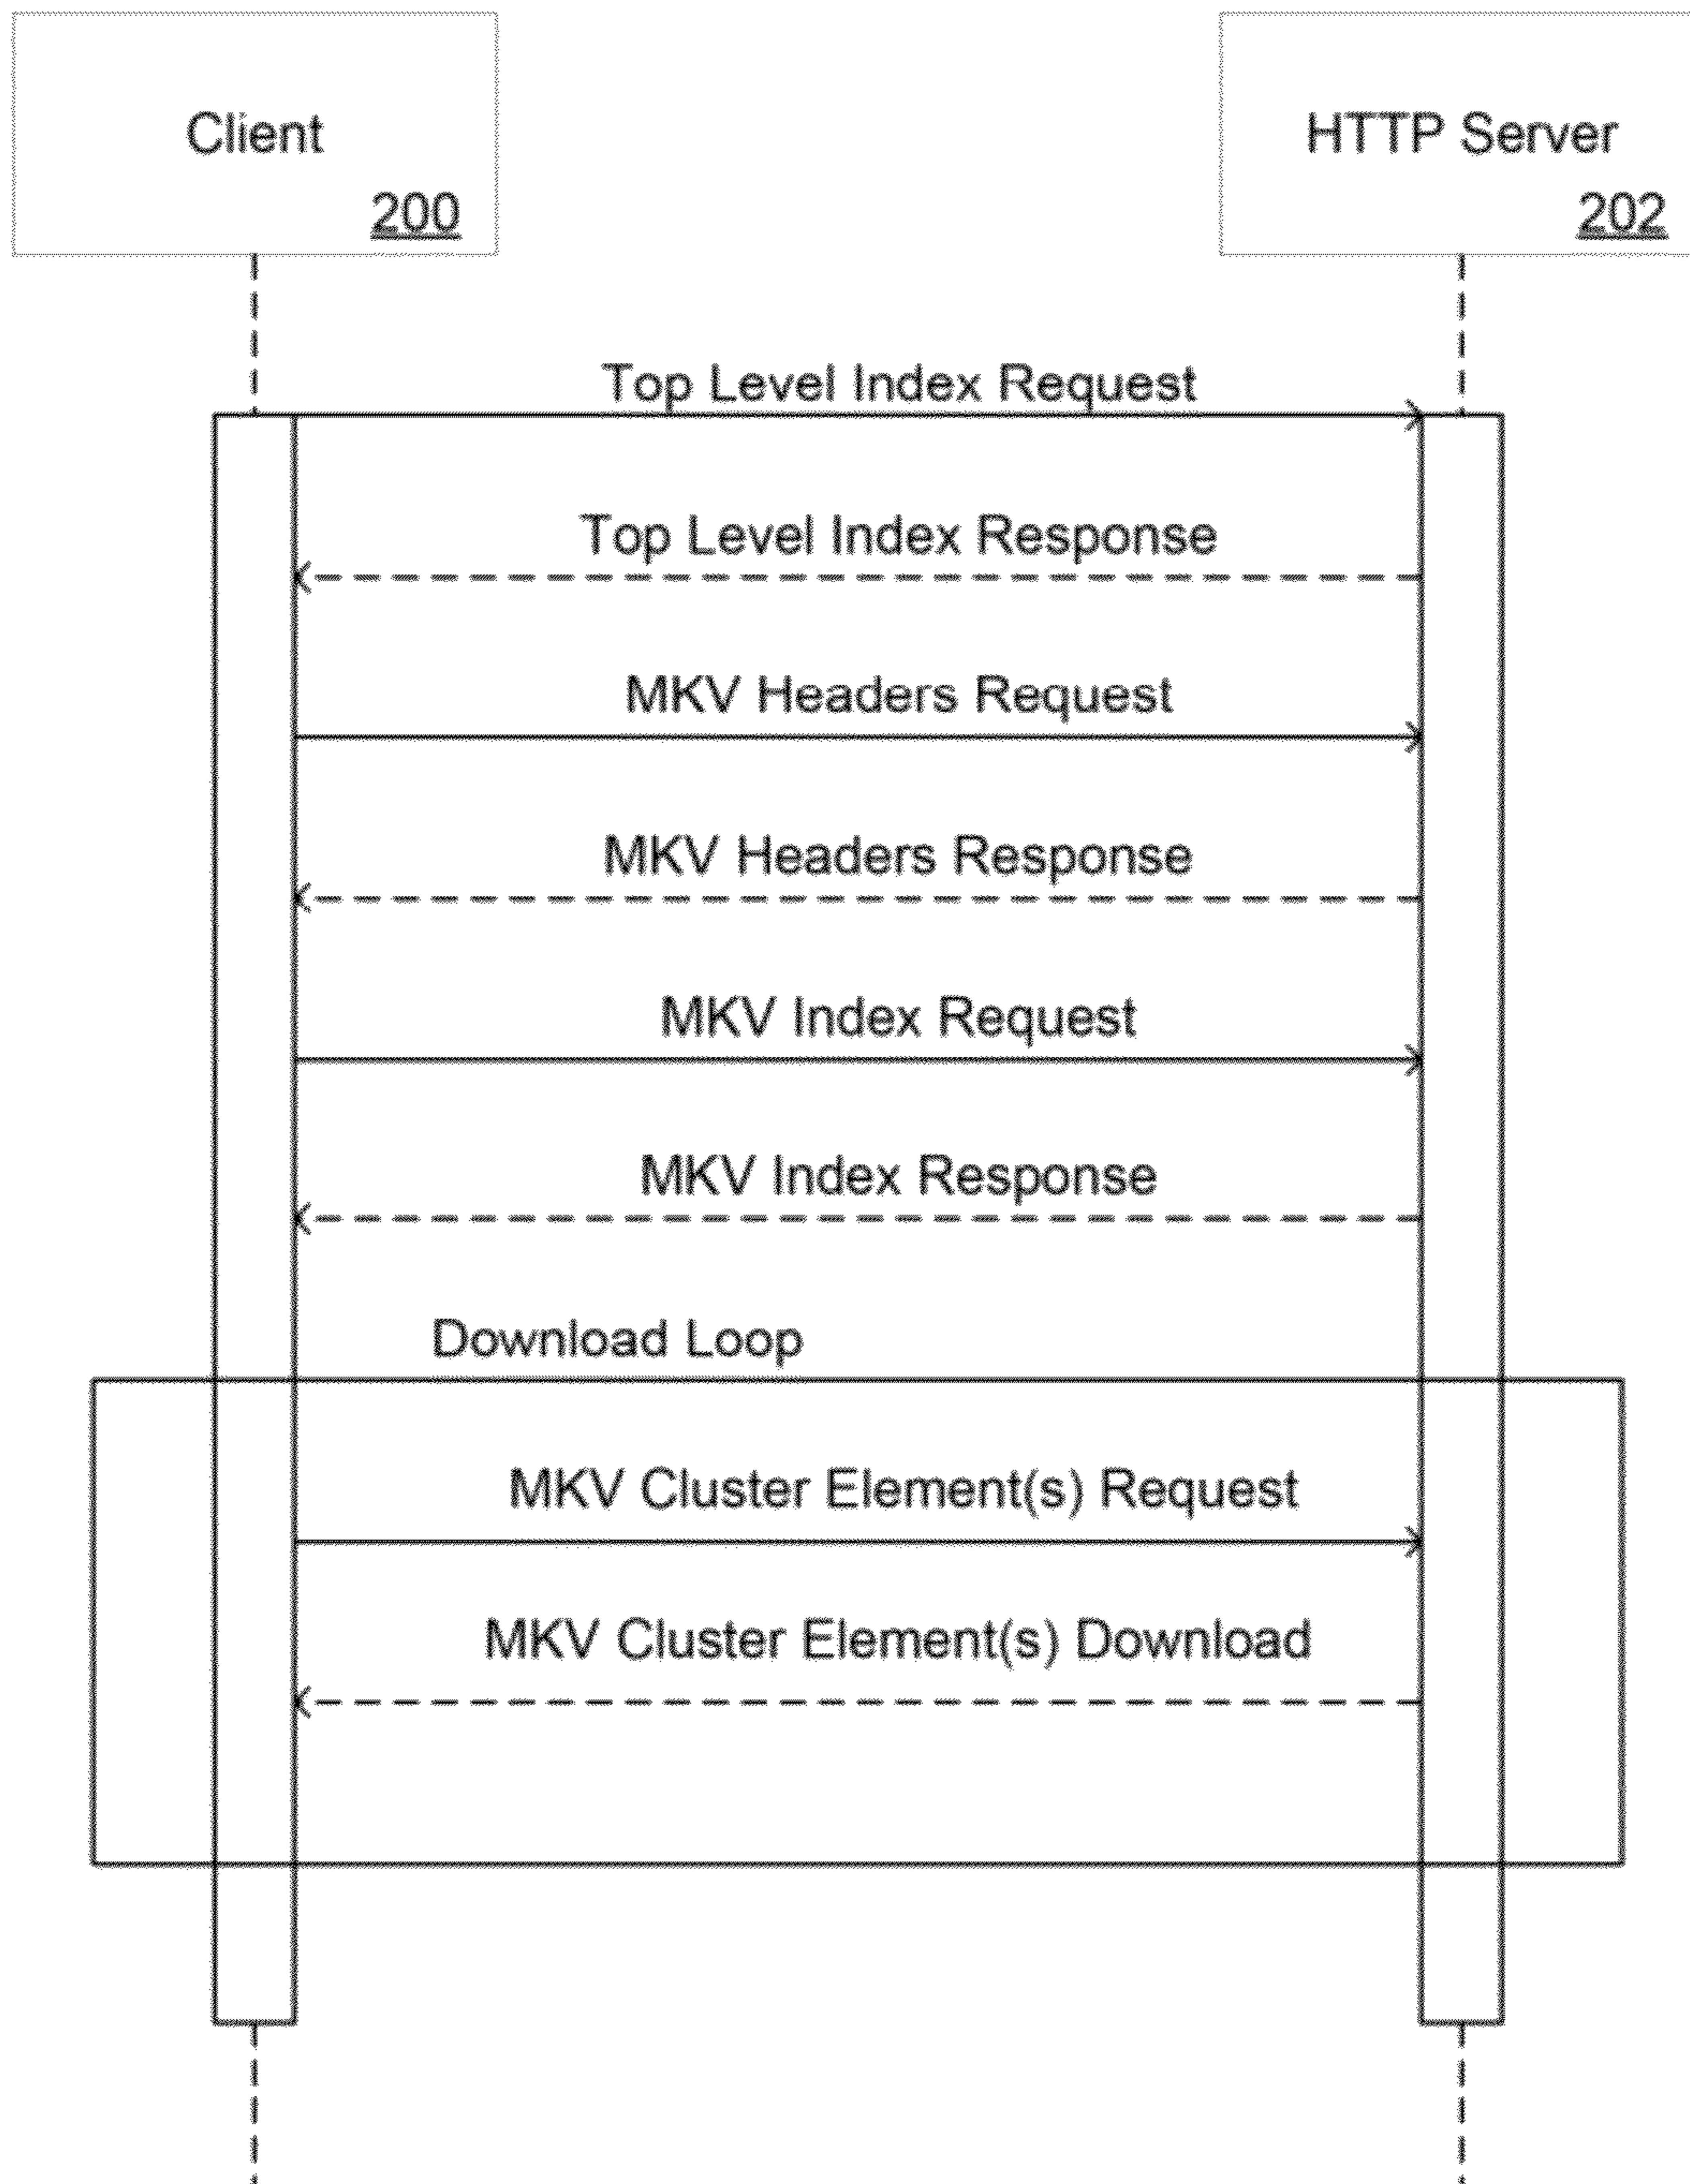 Client
200
HTTP Server
202
Top Level Index Request
Top Level Index Response
MKV Headers Request
MKV Headers Response
MKV Index Request
MKV Index Response
Download Loop
MKV Cluster Element(s) Request
MKV Cluster Element(s) Download